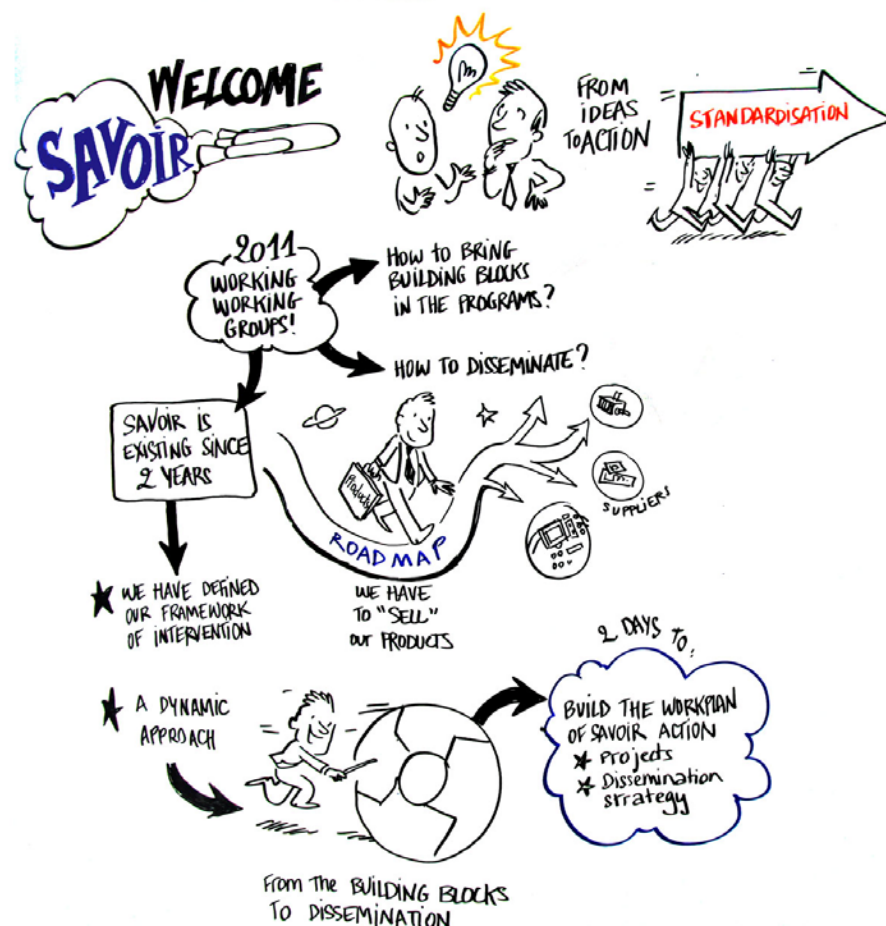 WELCOME
SAVOIR
FROM
IDEAS
TO ACTION
STANDARDISATION
2011
WORKING
WORKING
GROUPS!
HOW TO BRING
BUILDING BLOCKS
IN THE PROGRAMS?
HOW TO DISSEMINATE?
SAVOIR IS
EXISTING SINCE
2 YEARS
Products
SUPPLIERS
ROAD MAP
WE HAVE DEFINED
OUR FRAMEWORK
OF INTERVENTION
WE HAVE
TO "SELL"
OUR PRODUCTS
2 DAYS TO:
BUILD THE WORKPLAN
OF SAVOIR ACTION
Projects
Dissemination
strategy
A DYNAMIC
APPROACH
From The BUILDING BLOCKS
TO DISSEMINATION